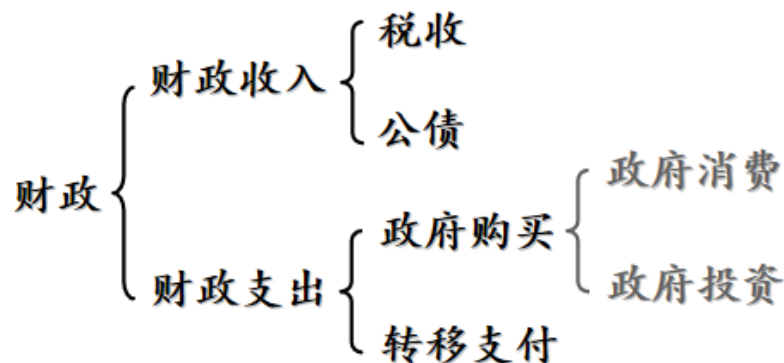 税收
财政收入
公债
政府消费
财政
政府购买
政府投资
财政支出
转移支付